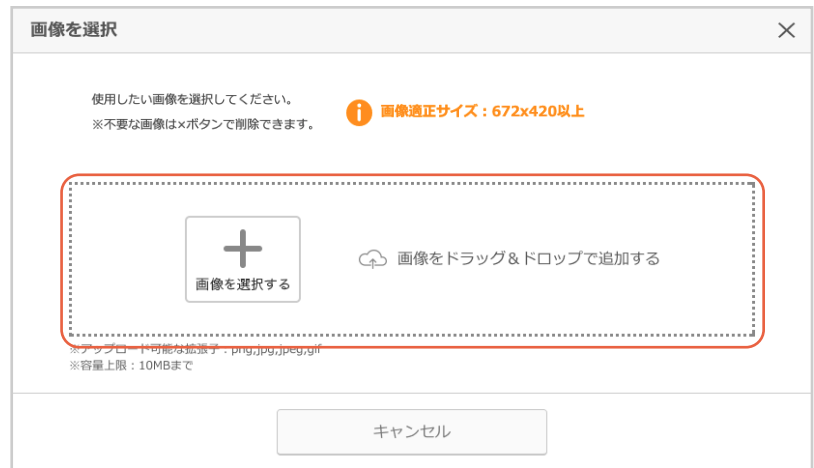 画像を選択
使用したい画像を選択してください。
※不要な画像は×ボタンで削除できます。
画像適正サイズ：672x420以上
画像を選択する
画像をドラッグ＆ドロップで追加する
※アップロード可能な拡張子：png,jpg,jpeg,gif
※容量上限：10MBまで
キャンセル